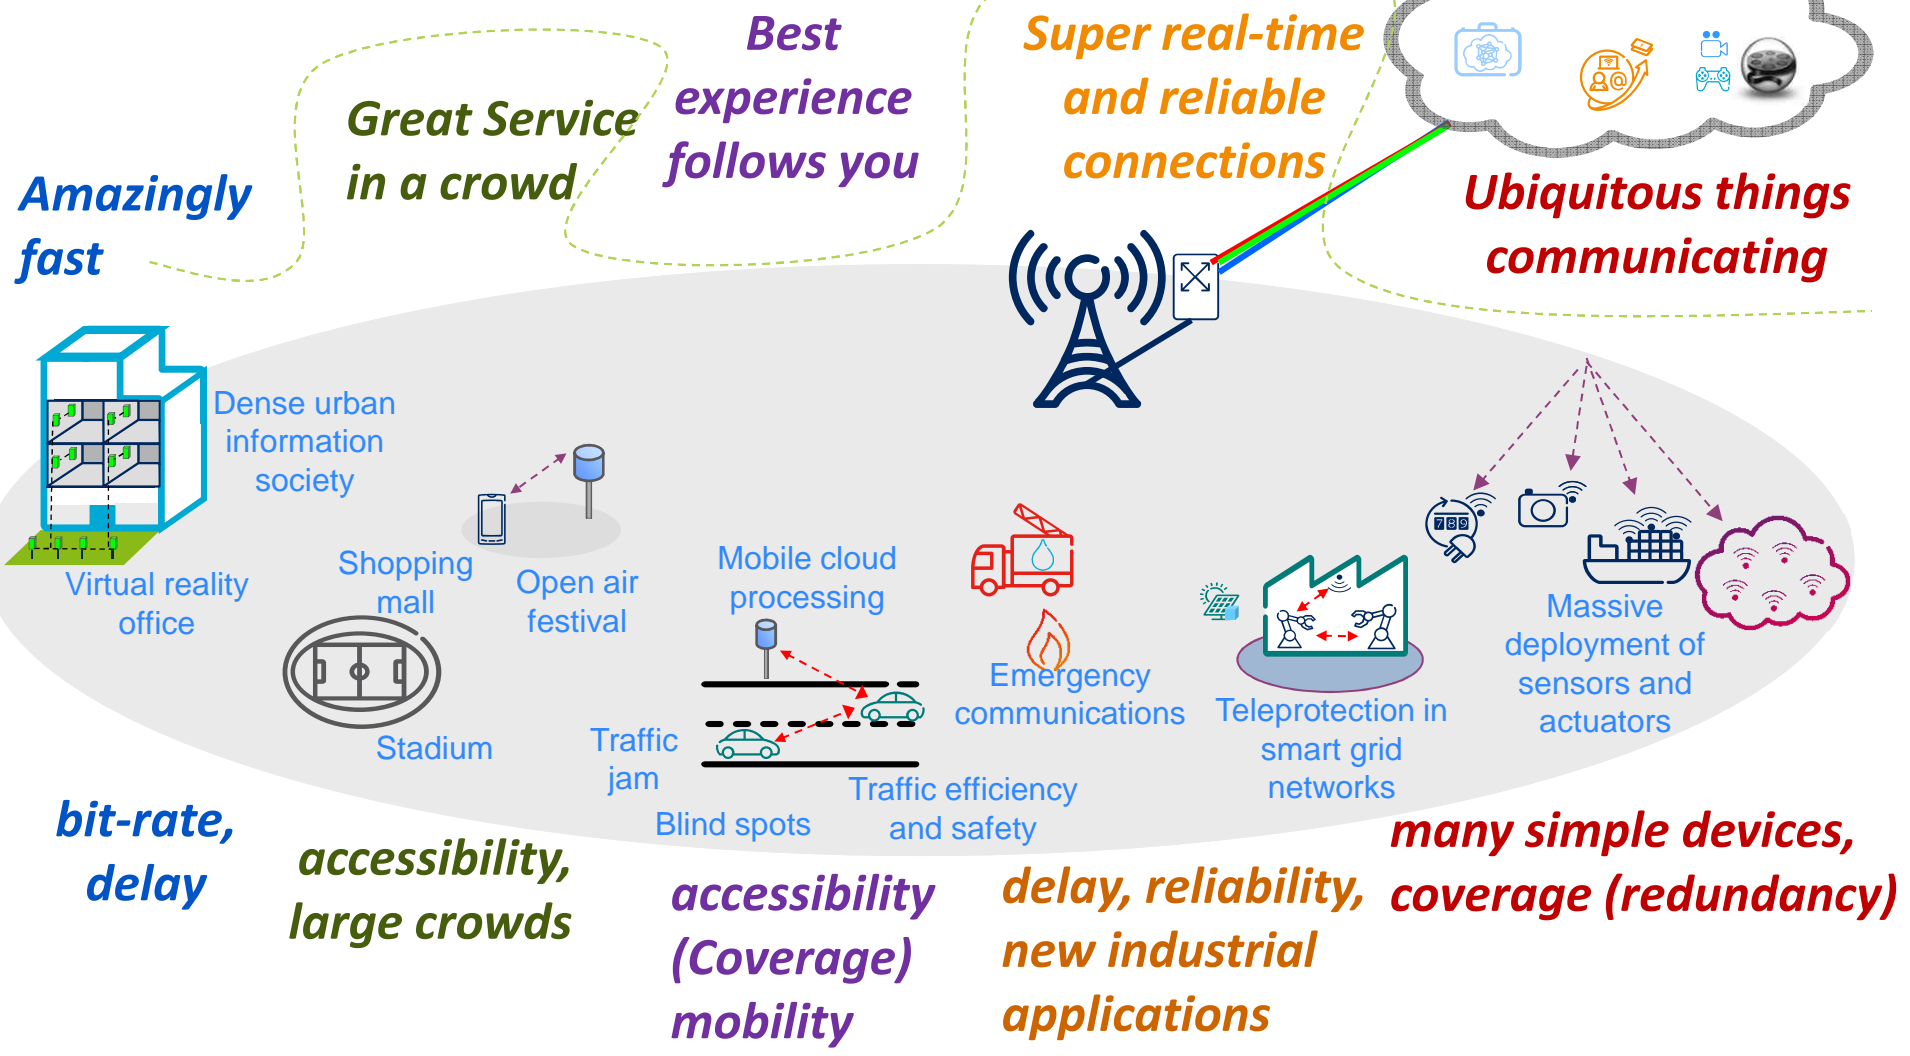 Amazingly
fast
Great Service
in a crowd
Best
experience
follows you
Super real-time
and reliable
connections
Ubiquitous things
communicating
Dense urban
information
society
Virtual reality
office
Shopping
mall
Open air
festival
Stadium
Mobile cloud
processing
Traffic
jam
Blind spots
Traffic efficiency
and safety
Emergency
communications
Teleprotection in
smart grid
networks
789
Massive
deployment of
sensors and
actuators
bit-rate,
delay
accessibility,
large crowds
accessibility
(Coverage)
mobility
delay, reliability,
new industrial
applications
many simple devices,
coverage (redundancy)